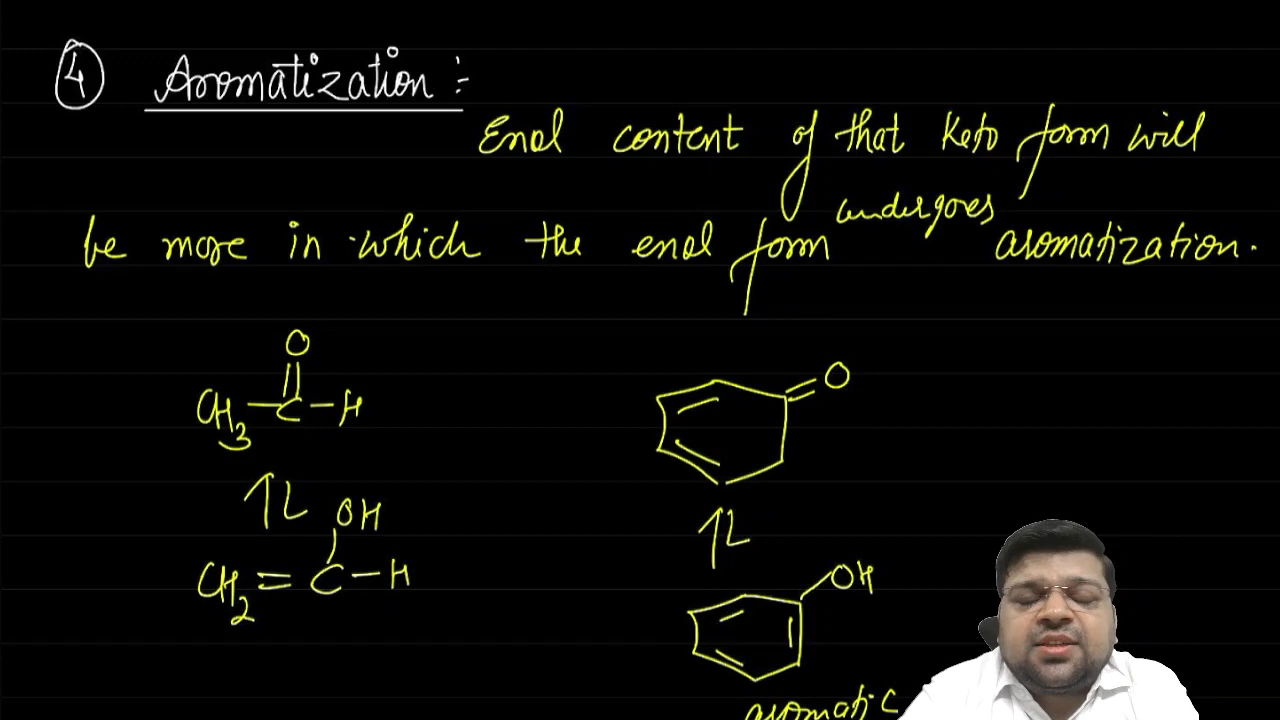 4 Aromatization :-
Enol content of that Keto form will
be more in which the enol form undergoes aromatization.
O
CH3-C-H
O
OH
CH2=C-H
OH
aromatic